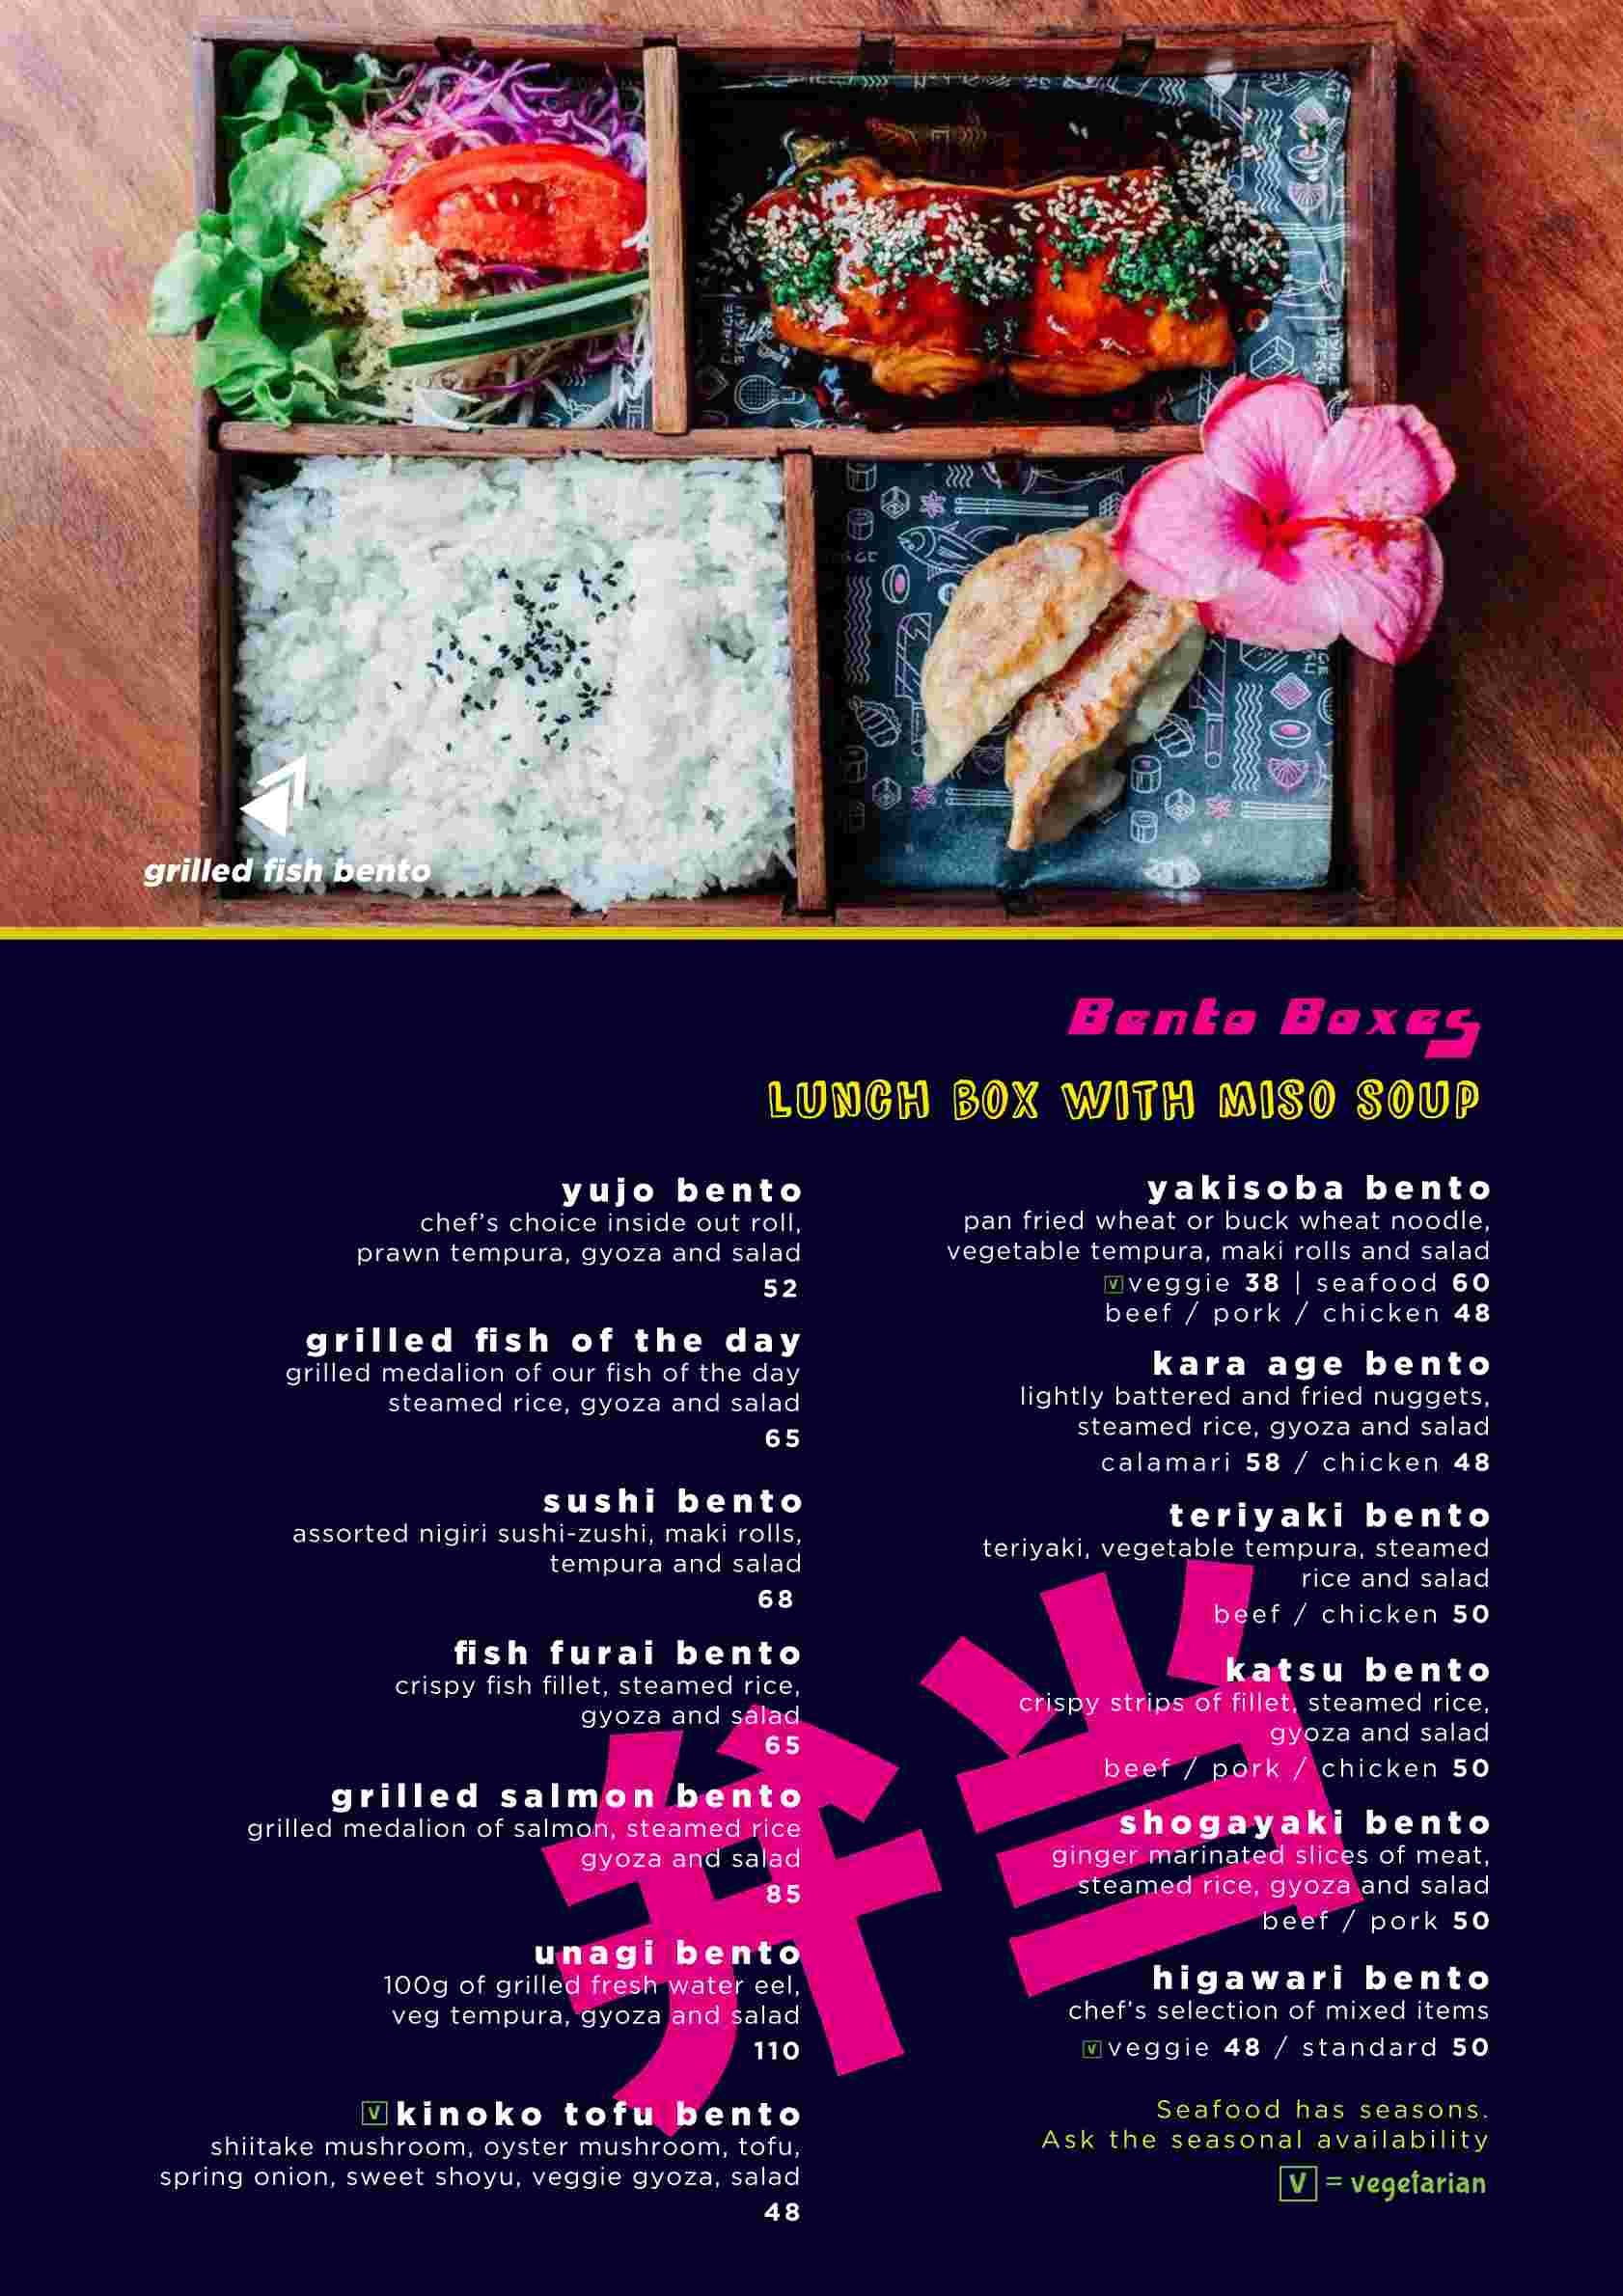 grilled fish bento
Bento Boxes
LUNCH BOX WITH MISO SOUP
yujo bento
chef's choice inside out roll,
prawn tempura, gyoza and salad
52
grilled fish of the day
grilled medalion of our fish of the day
steamed rice, gyoza and salad
65
sushi bento
assorted nigiri sushi-zushi, maki rolls,
tempura and salad
68
fish furai bento
crispy fish fillet, steamed rice,
gyoza and salad
65
grilled salmon bento
grilled medalion of salmon, steamed rice
gyoza and salad
85
unagi bento
100g of grilled fresh water eel,
veg tempura, gyoza and salad
110
V kinoko tofu bento
shiitake mushroom, oyster mushroom, tofu,
spring onion, sweet shoyu, veggie gyoza, salad
48
yakisoba bento
pan fried wheat or buck wheat noodle,
vegetable tempura, maki rolls and salad
V veggie 38 | seafood 60
beef / pork / chicken 48
kara age bento
lightly battered and fried nuggets,
steamed rice, gyoza and salad
calamari 58 / chicken 48
teriyaki bento
teriyaki, vegetable tempura, steamed
rice and salad
beef / chicken 50
katsu bento
crispy strips of fillet, steamed rice,
gyoza and salad
beef / pork / chicken 50
shogayaki bento
ginger marinated slices of meat,
steamed rice, gyoza and salad
beef / pork 50
higawari bento
chef's selection of mixed items
V veggie 48 / standard 50
Seafood has seasons.
Ask the seasonal availability
V = vegetarian
弁当